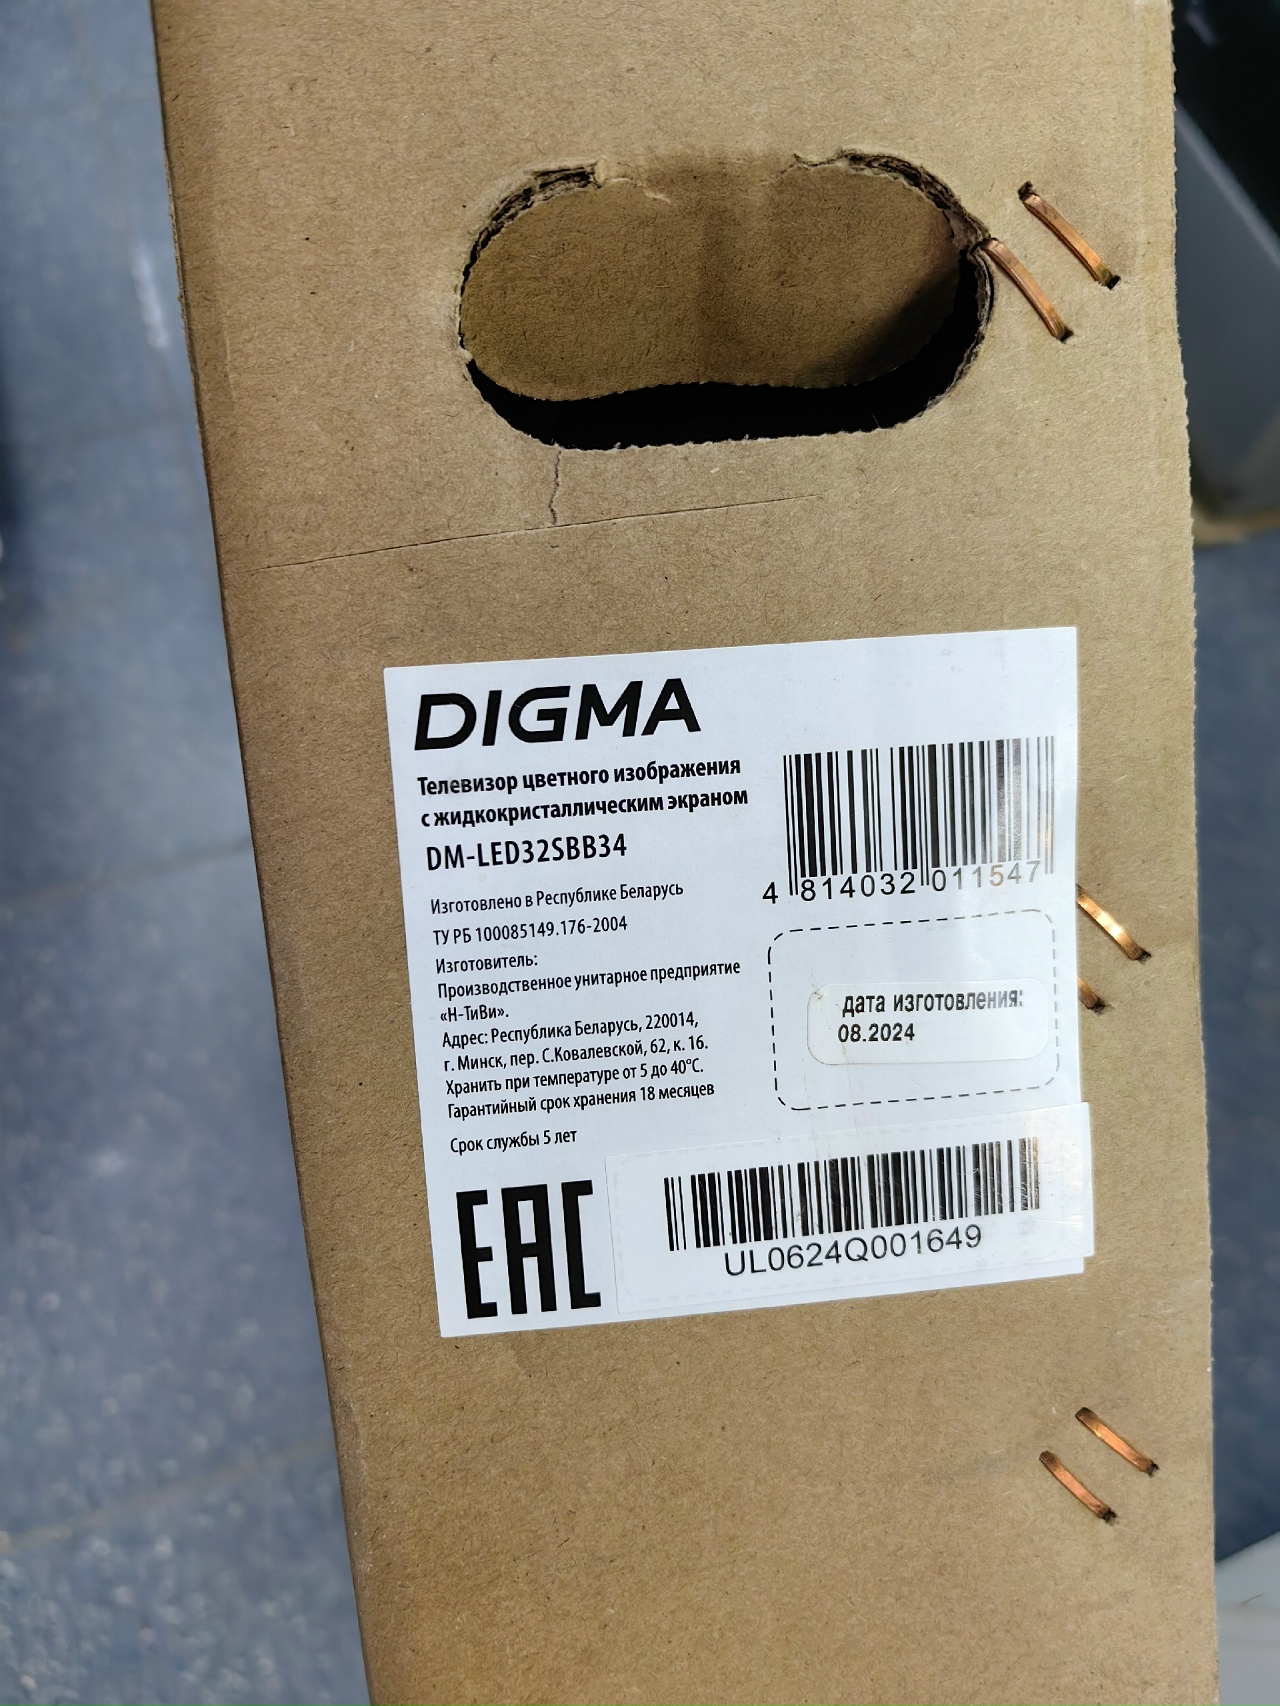 DIGMA
Телевизор цветного изображения
с жидкокристаллическим экраном
DM-LED32SBB34
Изготовлено в Республике Беларусь
ТУ РБ 100085149.176-2004
Изготовитель:
Производственное унитарное предприятие
«Н-ТиВи».
Адрес: Республика Беларусь, 220014,
г. Минск, пер. С.Ковалевской, 62, к. 16.
Хранить при температуре от 5 до 40°С.
Гарантийный срок хранения 18 месяцев
Срок службы 5 лет
EAC
4 814032 011547
дата изготовления:
08.2024
UL0624Q001649